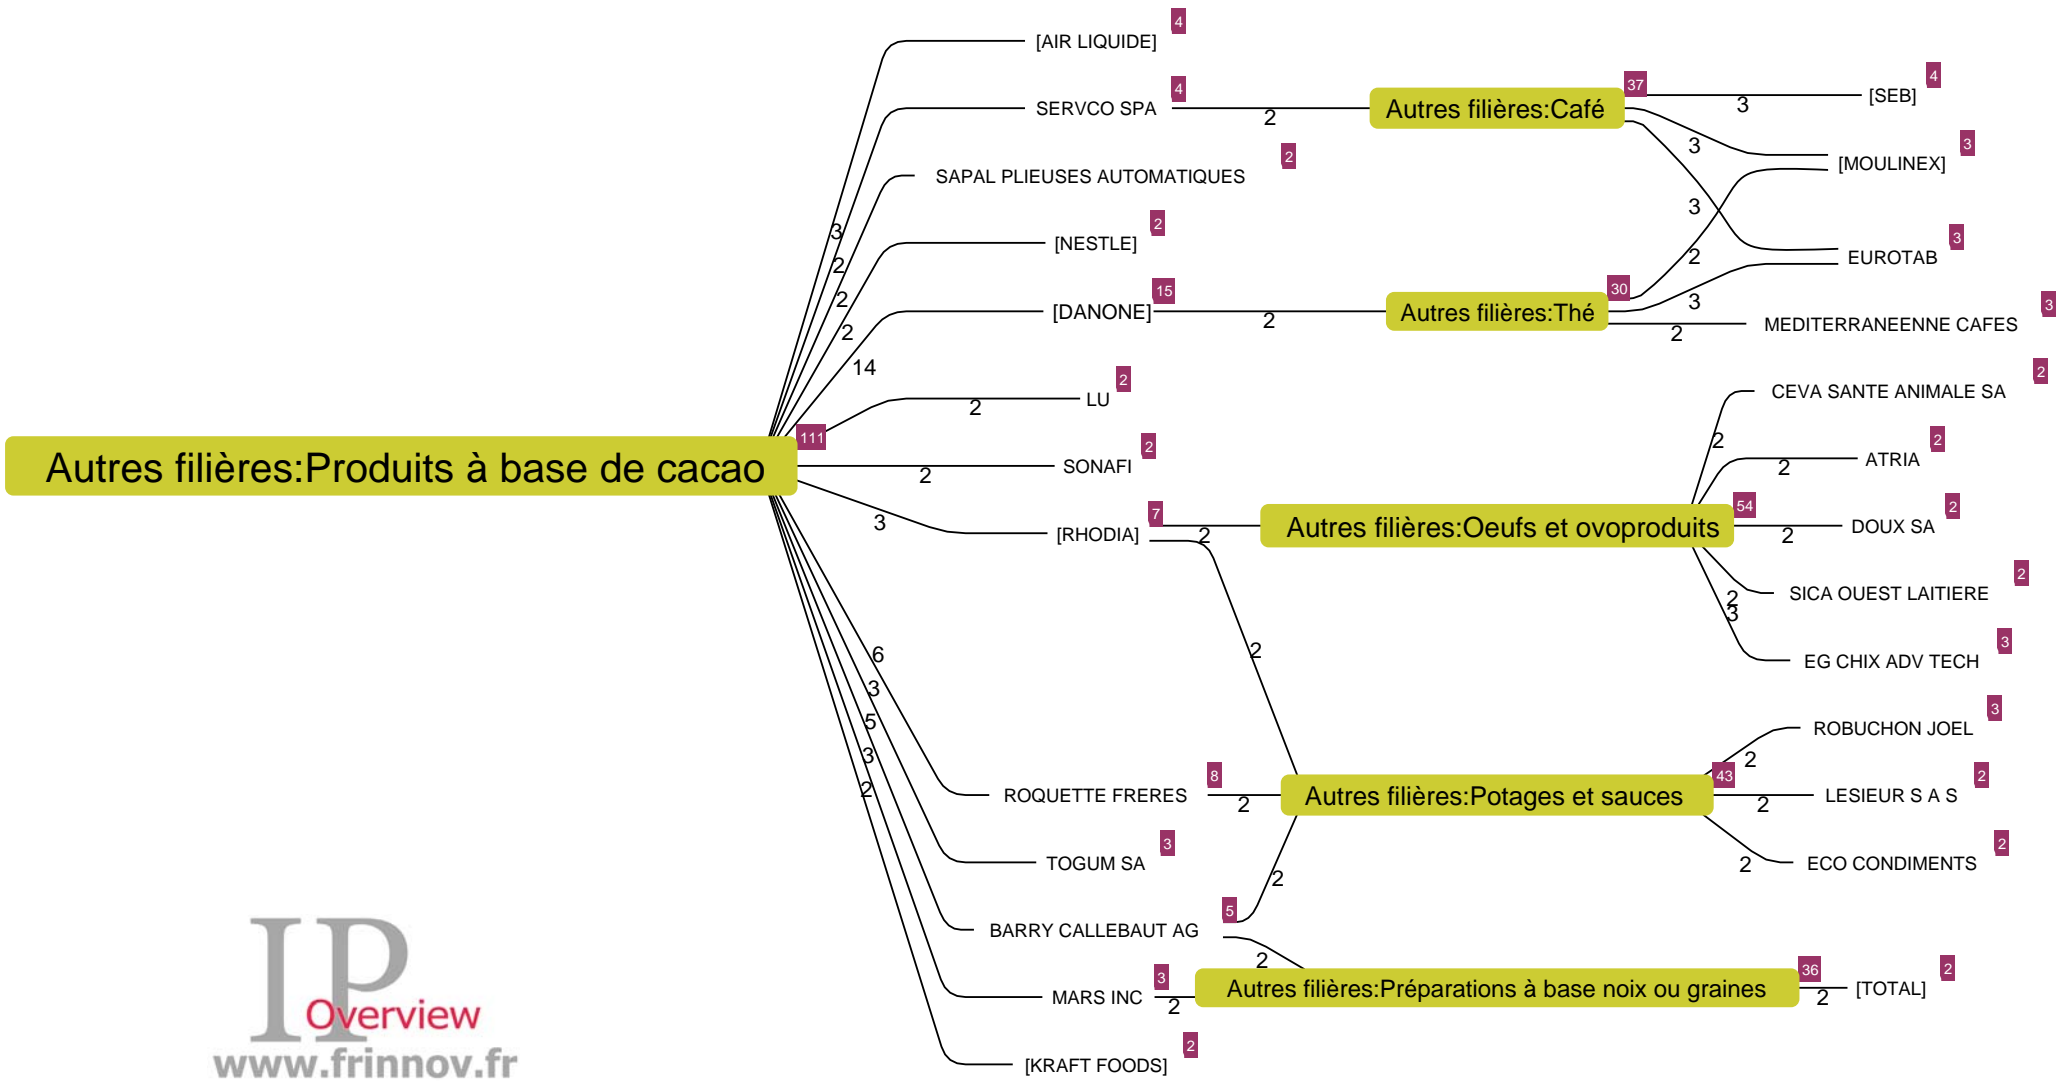 4
[AIR LIQUIDE]
4
SERVCO SPA
2
Autres filières:Café
37
3
[SEB]
4
3
[MOULINEX]
3
2
SAPAL PLIEUSES AUTOMATIQUES
3
3
2
[NESTLE]
3
EUROTAB
2
2
2
2
14
15
[DANONE]
2
Autres filières:Thé
30
2
3
2
MEDITERRANEENNE CAFES
3
2
LU
2
2
CEVA SANTE ANIMALE SA
2
111
Autres filières:Produits à base de cacao
2
SONAFI
2
2
ATRIA
2
3
[RHODIA]
7
2
Autres filières:Oeufs et ovoproduits
54
2
DOUX SA
2
2
SICA OUEST LAITIERE
2
3
EG CHIX ADV TECH
3
2
6
3
5
3
2
ROBUCHON JOEL
3
2
ROQUETTE FRERES
8
2
Autres filières:Potages et sauces
43
2
LESIEUR S A S
2
TOGUM SA
3
2
ECO CONDIMENTS
2
2
BARRY CALLEBAUT AG
5
2
MARS INC
3
2
Autres filières:Préparations à base noix ou graines
36
2
[TOTAL]
2
[KRAFT FOODS]
2
IP
Overview
www.frinnov.fr